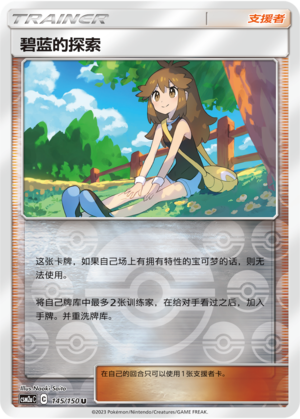 TRAINER
支援者
碧蓝的探索
这张卡牌，如果自己场上有拥有特性的宝可梦的话，则无
法使用。
将自己牌库中最多2张训练家，在给对手看过之后，加入
手牌。并重洗牌库。
在自己的回合只可以使用1张支援者卡。
Illus. Naoki Saito
CSM2aC C 145/150 U
©2023 Pokémon/Nintendo/Creatures/GAME FREAK.